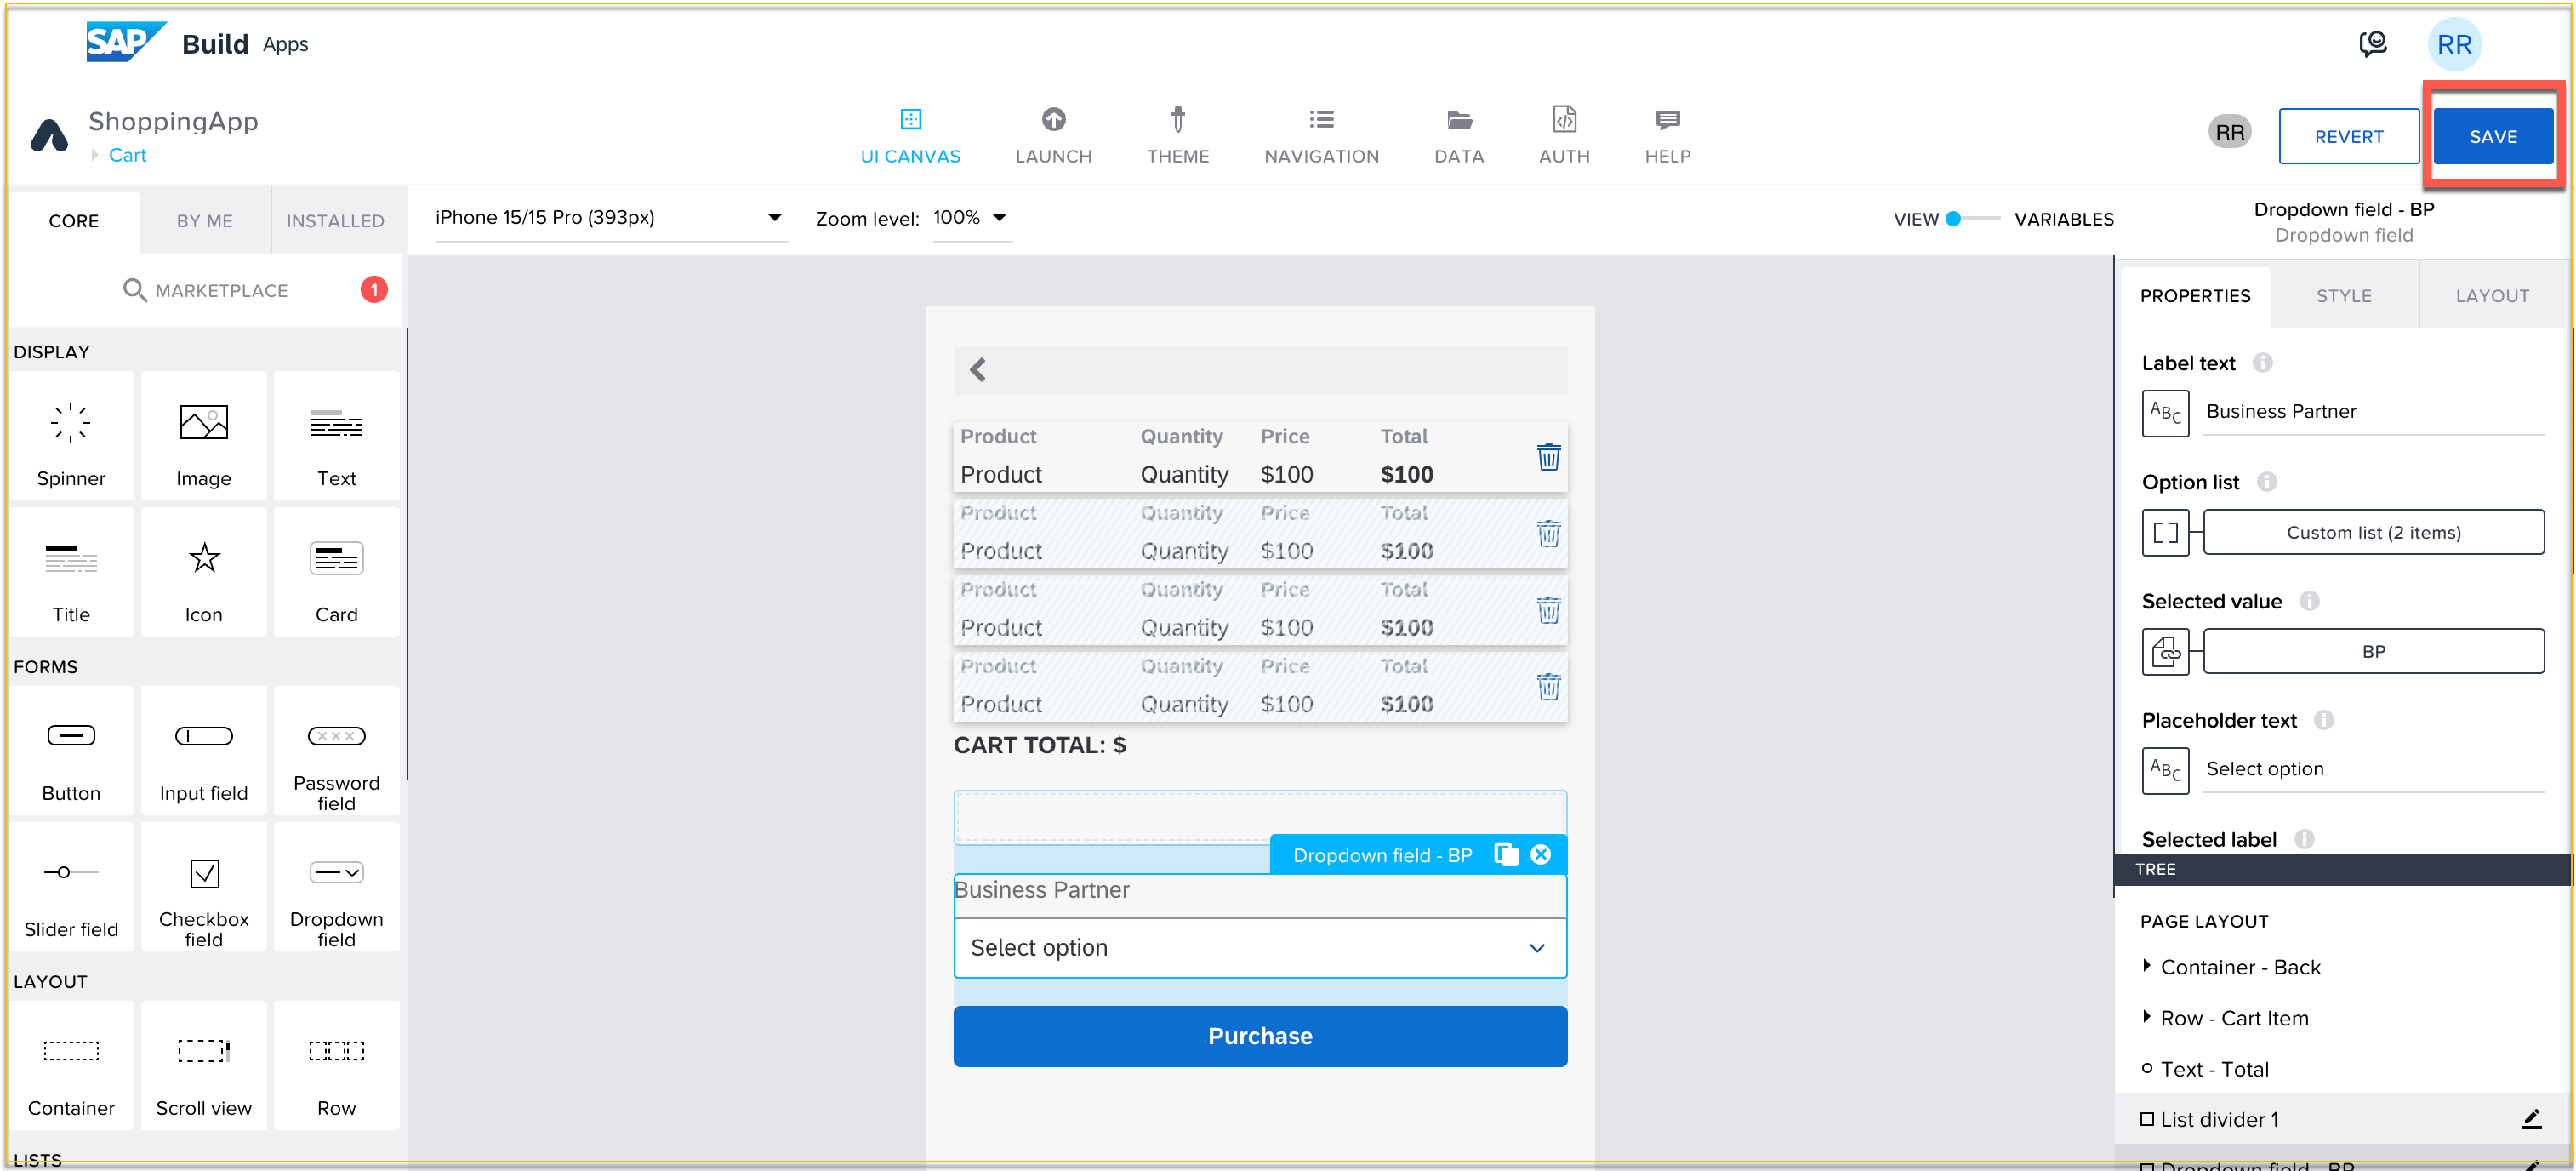 SAP Build Apps
RR
ShoppingApp
Cart
UI CANVAS
LAUNCH
THEME
NAVIGATION
DATA
AUTH
HELP
RR
REVERT
SAVE
CORE
BY ME
INSTALLED
iPhone 15/15 Pro (393px)
Zoom level: 100%
VIEW
VARIABLES
Dropdown field - BP
Dropdown field
MARKETPLACE
1
PROPERTIES
STYLE
LAYOUT
DISPLAY
Spinner
Image
Text
Title
Icon
Card
FORMS
Button
Input field
Password
field
Slider field
Checkbox
field
Dropdown
field
LAYOUT
Container
Scroll view
Row
LISTS
Product Quantity Price Total
Product Quantity $100 $100
Product Quantity Price Total
Product Quantity $100 $100
Product Quantity Price Total
Product Quantity $100 $100
Product Quantity Price Total
Product Quantity $100 $100
CART TOTAL: $
Dropdown field - BP
Business Partner
Select option
Purchase
Label text
ABC
Business Partner
Option list
Custom list (2 items)
Selected value
BP
Placeholder text
ABC
Select option
Selected label
TREE
PAGE LAYOUT
Container - Back
Row - Cart Item
Text - Total
List divider 1
Dropdown field - BP